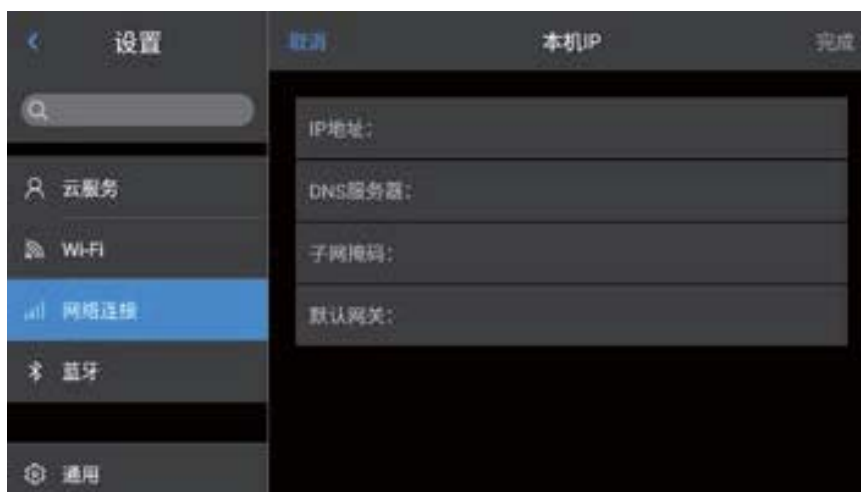 设置
云服务
Wi-Fi
网络连接
蓝牙
通用
取消
本机IP
完成
IP地址：
DNS服务器：
子网掩码：
默认网关：